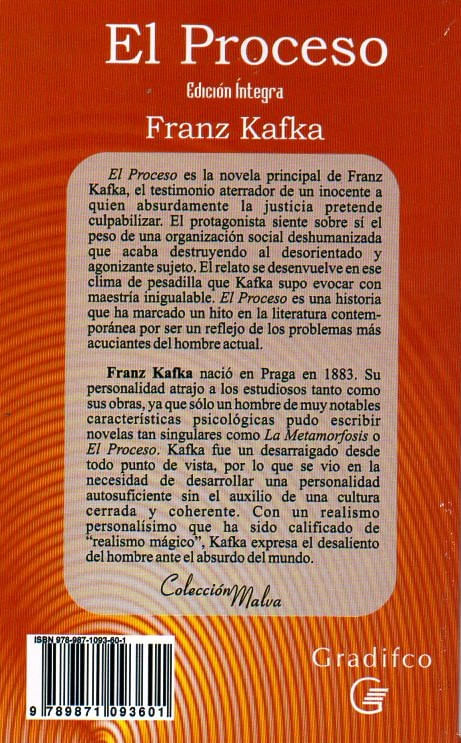 El Proceso
Edición Íntegra
Franz Kafka
El Proceso es la novela principal de Franz
Kafka, el testimonio aterrador de un inocente a
quien absurdamente la justicia pretende
culpabilizar. El protagonista siente sobre sí el
peso de una organización social deshumanizada
que acaba destruyendo al desorientado y
agonizante sujeto. El relato se desenvuelve en ese
clima de pesadilla que Kafka supo evocar con
maestría inigualable. El Proceso es una historia
que ha marcado un hito en la literatura contem-
poránea por ser un reflejo de los problemas más
acuciantes del hombre actual.
Franz Kafka nació en Praga en 1883. Su
personalidad atrajo a los estudiosos tanto como
sus obras, ya que sólo un hombre de muy notables
características psicológicas pudo escribir
novelas tan singulares como La Metamorfosis o
El Proceso. Kafka fue un desarraigado desde
todo punto de vista, por lo que se vio en la
necesidad de desarrollar una personalidad
autosuficiente sin el auxilio de una cultura
cerrada y coherente. Con un realismo
personalísimo que ha sido calificado de
“realismo mágico”, Kafka expresa el desaliento
del hombre ante el absurdo del mundo.
Colección Malva
ISBN 978-987-1093-60-1
9 789871 093601
Gradifco